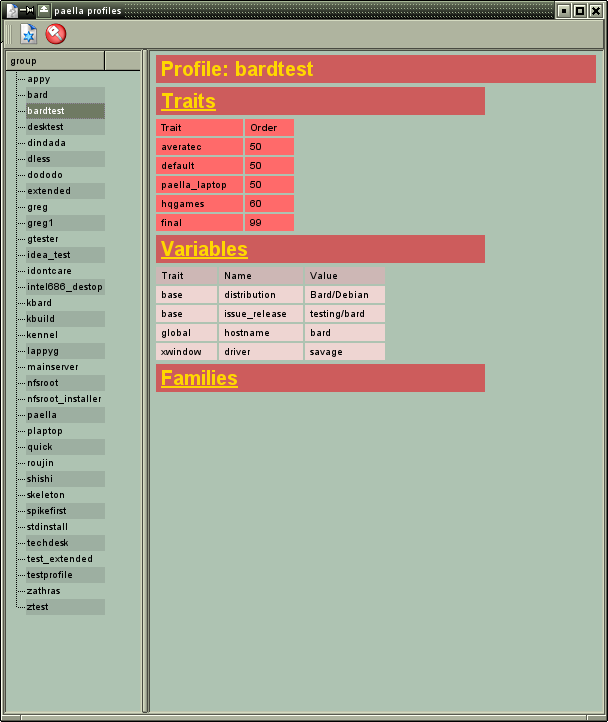 paella profiles
group
appy
bard
bardtest
desktest
dindada
dless
dododo
extended
greg
greg1
gtester
idea_test
idontcare
intel686_destop
kbard
kbuild
kennel
lappyg
mainserver
nfsroot
nfsroot_installer
paella
plaptop
quick
roujin
shishi
skeleton
spikefirst
stdinstall
techdesk
test_extended
testprofile
zathras
ztest
Profile: bardtest
Traits
Trait Order
averatec 50
default 50
paella_laptop 50
hqgames 60
final 99
Variables
Trait Name Value
base distribution Bard/Debian
base issue_release testing/bard
global hostname bard
xwindow driver savage
Families